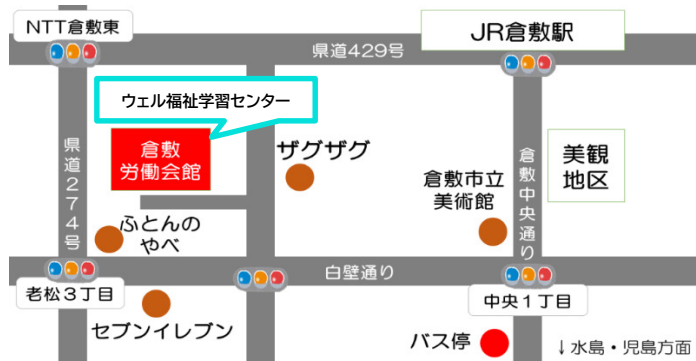 NTT倉敷東
JR倉敷駅
県道429号
ウェル福祉学習センター
倉敷
労働会館
県道274号
ザグザグ
倉敷市立
美術館
倉敷中央通り
美観
地区
ふとんの
やべ
白壁通り
老松3丁目
中央1丁目
セブンイレブン
バス停
↓水島・児島方面